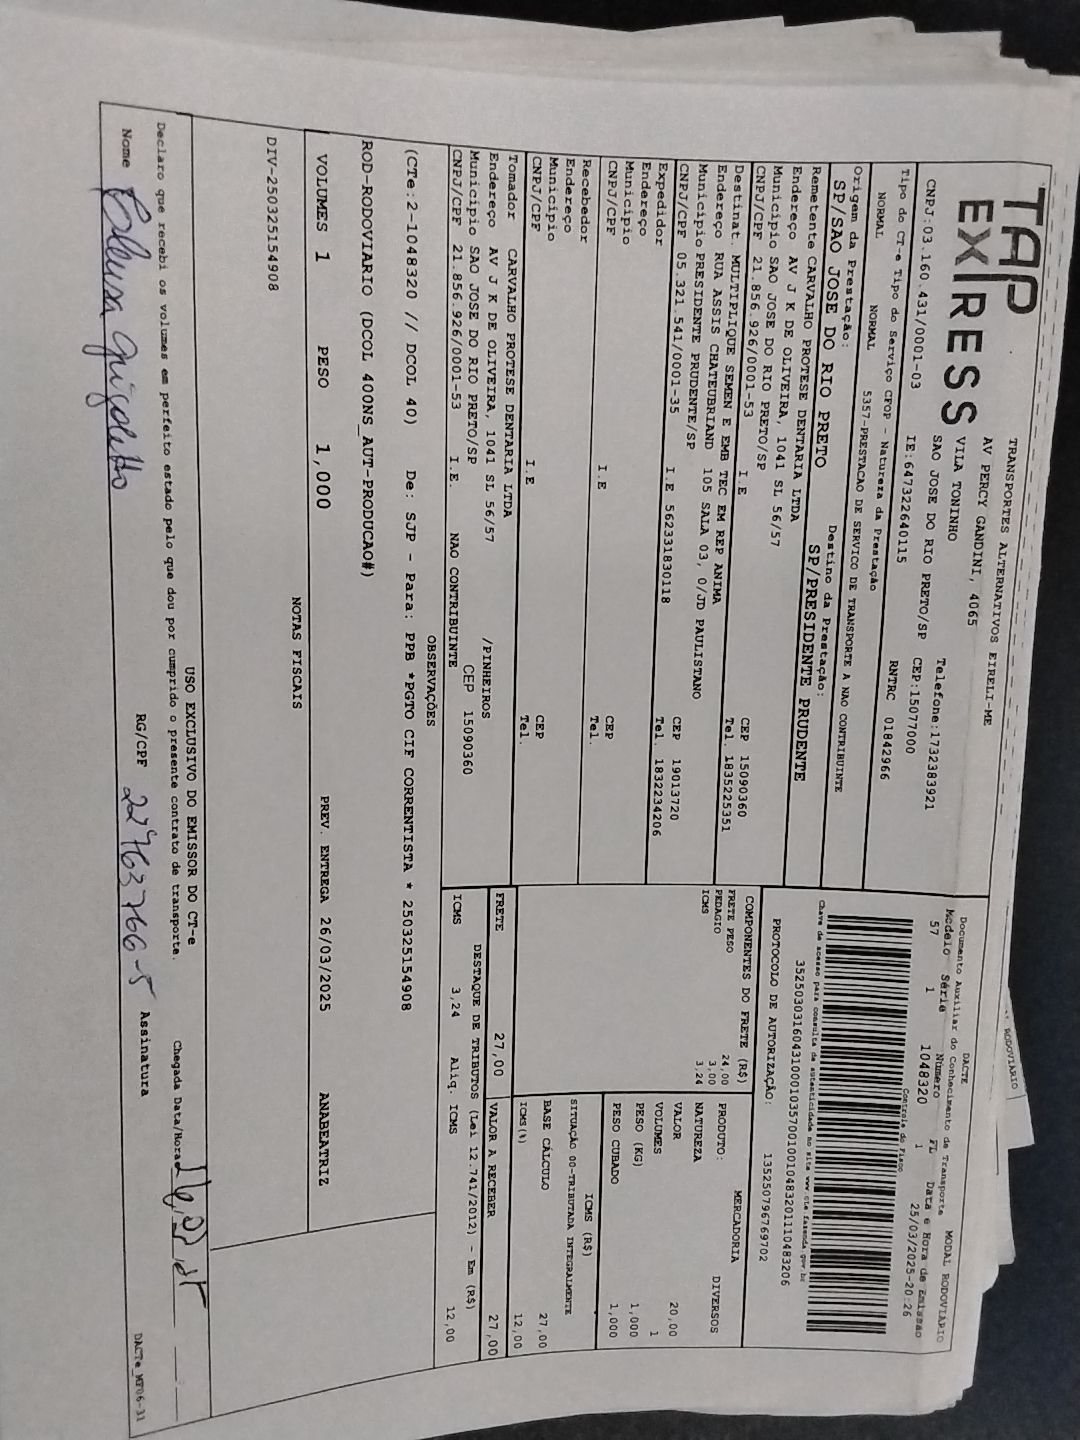 TAP
EXPRESS
TRANSPORTES ALTERNATIVOS EIRELI-ME
AV PERCY GANDINI, 4065
VILA TONINHO
SAO JOSE DO RIO PRETO/SP
Telefone:1732383921
CNPJ:03.160.431/0001-03 IE:647322640115 CEP:15077000
RNTRC 01842966
Tipo do CT-e Tipo do Serviço CFOP - Natureza da Prestação
NORMAL NORMAL 5357-PRESTACAO DE SERVICO DE TRANSPORTE A NAO CONTRIBUINTE
Origem da Prestação: Destino da Prestação:
SP/SAO JOSE DO RIO PRETO SP/PRESIDENTE PRUDENTE
Remetente CARVALHO PROTESE DENTARIA LTDA
Endereço AV J K DE OLIVEIRA, 1041 SL 56/57
Municipio SAO JOSE DO RIO PRETO/SP CEP 15090360
CNPJ/CPF 21.856.926/0001-53 I.E Tel. 1835225351
Destinat. MULTIPLIQUE SEMEN E EMB TEC EM REP ANIMA
Endereço RUA ASSIS CHATEUBRIAND 105 SALA 03, 0/JD PAULISTANO
Municipio PRESIDENTE PRUDENTE/SP CEP 19013720
CNPJ/CPF 05.321.541/0001-35 I.E 562331830118 Tel. 1832234206
Expedidor
Endereço
Municipio CEP
CNPJ/CPF I.E Tel.
Recebedor
Endereço
Municipio CEP
CNPJ/CPF I.E Tel.
Tomador CARVALHO PROTESE DENTARIA LTDA
Endereço AV J K DE OLIVEIRA, 1041 SL 56/57 /PINHEIROS
Municipio SAO JOSE DO RIO PRETO/SP CEP 15090360
CNPJ/CPF 21.856.926/0001-53 I.E. NAO CONTRIBUINTE
DACTE
Documento Auxiliar do Conhecimento de Transporte MODAL RODOVIARIO
Modelo Série Número FL Data e Hora de Emissão
57 1 1048320 1 25/03/2025-20:26
Controle do Fisco
Chave de acesso para consulta de autenticidade no site www.cte.fazenda.gov.br
35250303160431000103570010010483201110483206
PROTOCOLO DE AUTORIZAÇÃO: 135250796769702
COMPONENTES DO FRETE (R$)
FRETE PESO 24,00
PEDAGIO 3,00
ICMS 3,24
FRETE 27,00
MERCADORIA
PRODUTO: DIVERSOS
NATUREZA
VALOR 20,00
VOLUMES 1
PESO (KG) 1,000
PESO CUBADO 1,000
ICMS (R$)
SITUAÇÃO 00-TRIBUTADA INTEGRALMENTE
BASE CÁLCULO 27,00
ICMS(%) 12,00
VALOR A RECEBER 27,00
DESTAQUE DE TRIBUTOS (Lei 12.741/2012) - Em (R$)
ICMS 3,24 Aliq. ICMS 12,00
OBSERVAÇÕES
(CTe:2-1048320 // DCOL 40) De: SJP - Para: PPB *PGTO CIF CORRENTISTA * 250325154908
ROD-RODOVIARIO (DCOL 400NS_AUT-PRODUCAO#)
VOLUMES 1 PESO 1,000 PREV. ENTREGA 26/03/2025 ANABEATRIZ
NOTAS FISCAIS
DIV-250325154908
USO EXCLUSIVO DO EMISSOR DO CT-e
Declaro que recebi os volumes em perfeito estado pelo que dou por cumprido o presente contrato de transporte. Chegada Data/Hora
Nome RG/CPF 22763766-5 Assinatura
DACTe_MT06-31
RODOVIARIO